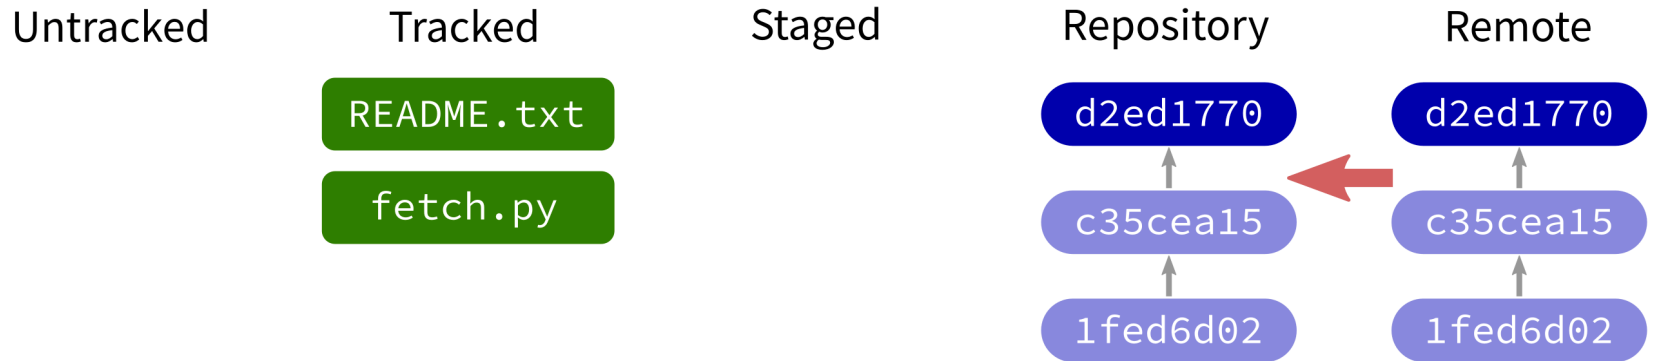 Untracked
Tracked
Staged
Repository
Remote
README.txt
fetch.py
d2ed1770
c35cea15
1fed6d02
d2ed1770
c35cea15
1fed6d02